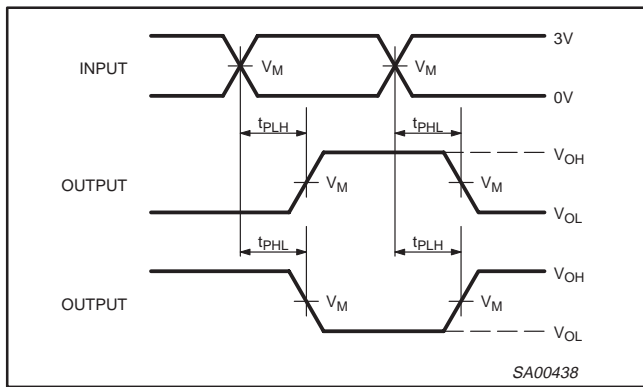 3V
INPUT
V_M
V_M
0V
t_PLH
t_PHL
V_OH
OUTPUT
V_M
V_M
V_OL
t_PHL
t_PLH
V_OH
OUTPUT
V_M
V_M
V_OL
SA00438